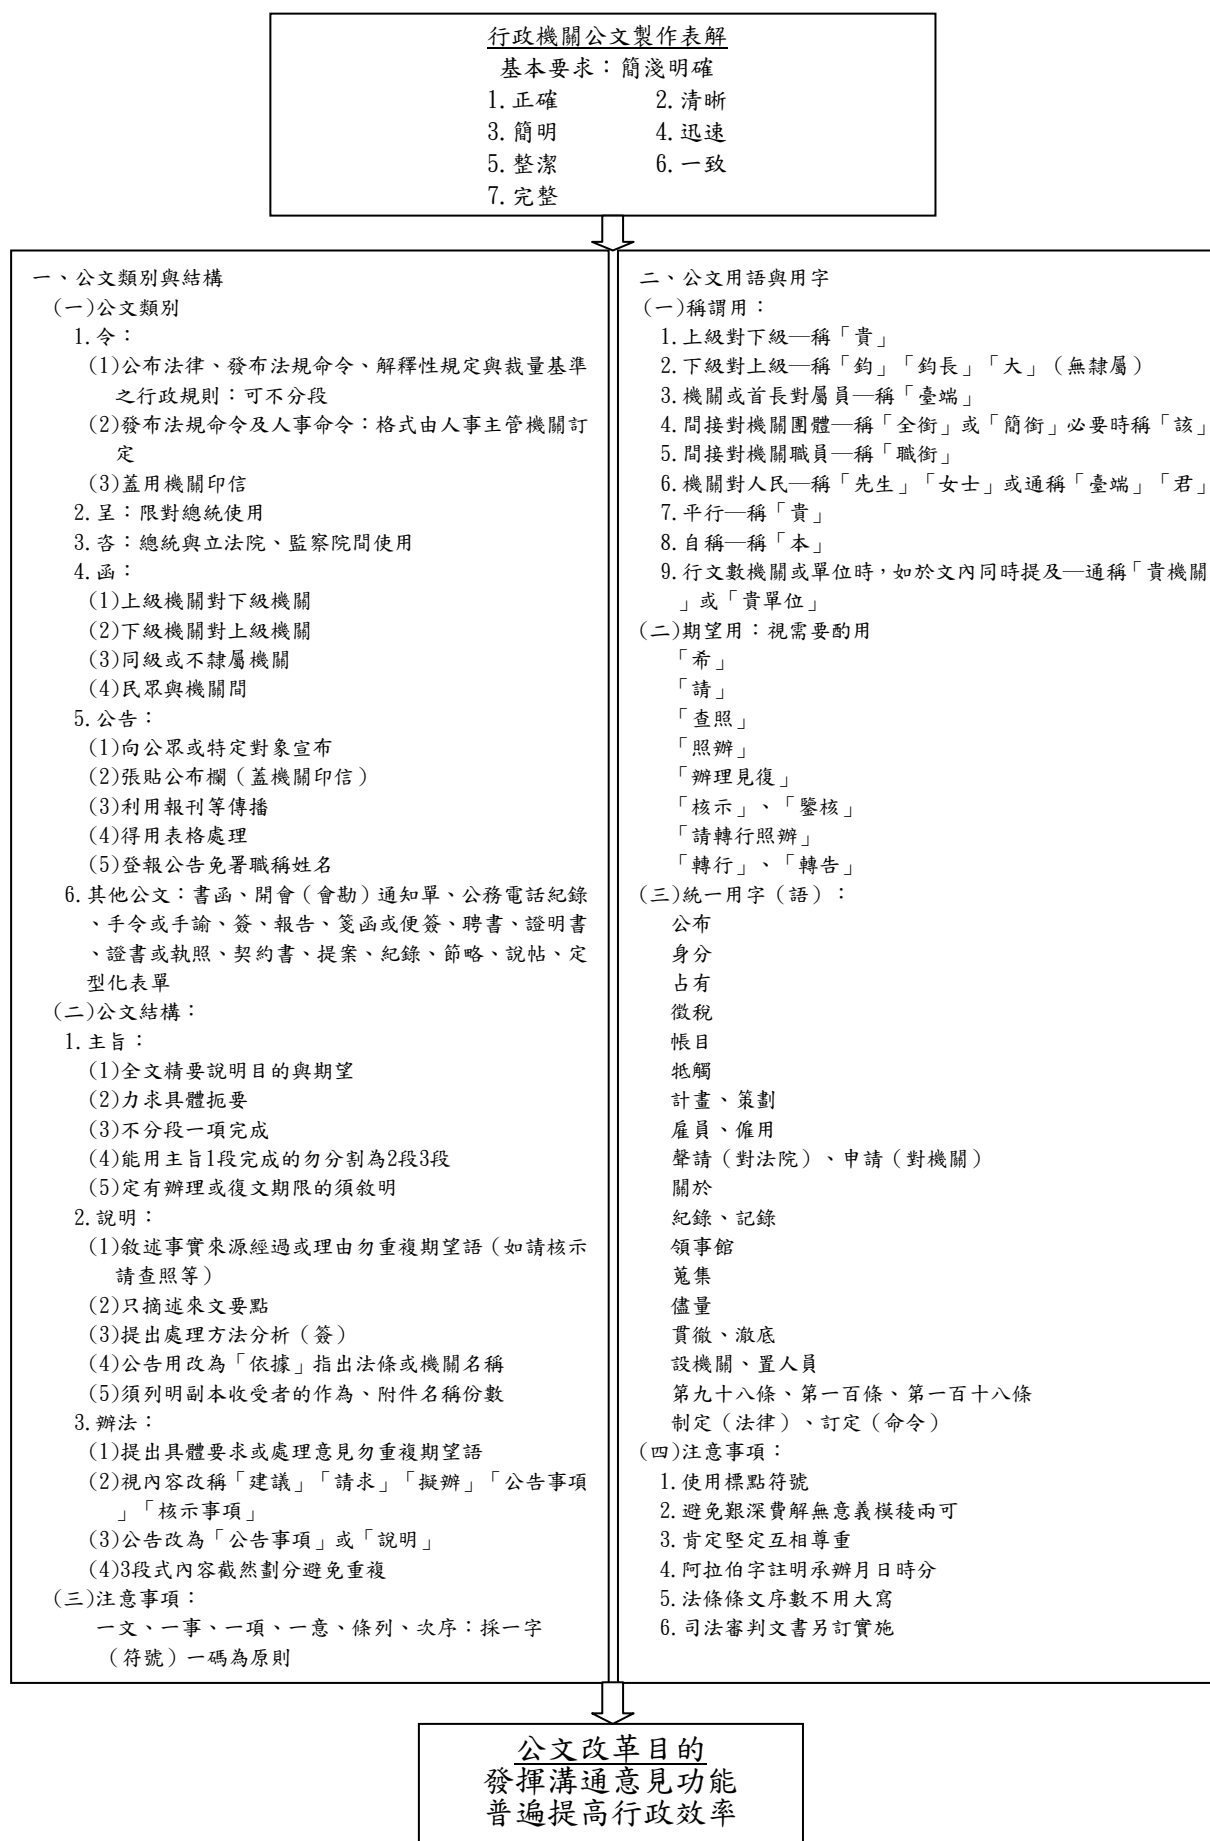 行政機關公文製作表解
基本要求：簡淺明確
1.正確 2.清晰
3.簡明 4.迅速
5.整潔 6.一致
7.完整
一、公文類別與結構
(一)公文類別
1.令：
(1)公布法律、發布法規命令、解釋性規定與裁量基準
之行政規則：可不分段
(2)發布法規命令及人事命令：格式由人事主管機關訂
定
(3)蓋用機關印信
2.呈：限對總統使用
3.咨：總統與立法院、監察院間使用
4.函：
(1)上級機關對下級機關
(2)下級機關對上級機關
(3)同級或不隸屬機關
(4)民眾與機關間
5.公告：
(1)向公眾或特定對象宣布
(2)張貼公布欄（蓋機關印信）
(3)利用報刊等傳播
(4)得用表格處理
(5)登報公告免署職稱姓名
6.其他公文：書函、開會（會勘）通知單、公務電話紀錄
、手令或手諭、簽、報告、箋函或便簽、聘書、證明書
、證書或執照、契約書、提案、紀錄、節略、說帖、定
型化表單
(二)公文結構：
1.主旨：
(1)全文精要說明目的與期望
(2)力求具體扼要
(3)不分段一項完成
(4)能用主旨1段完成的勿分割為2段3段
(5)定有辦理或復文期限的須敘明
2.說明：
(1)敘述事實來源經過或理由勿重複期望語（如請核示
請查照等）
(2)只摘述來文要點
(3)提出處理方法分析（簽）
(4)公告用改為「依據」指出法條或機關名稱
(5)須列明副本收受者的作為、附件名稱份數
3.辦法：
(1)提出具體要求或處理意見勿重複期望語
(2)視內容改稱「建議」「請求」「擬辦」「公告事項
」「核示事項」
(3)公告改為「公告事項」或「說明」
(4)3段式內容截然劃分避免重複
(三)注意事項：
一文、一事、一項、一意、條列、次序：採一字
（符號）一碼為原則
二、公文用語與用字
(一)稱謂用：
1.上級對下級—稱「貴」
2.下級對上級—稱「鈞」「鈞長」「大」（無隸屬）
3.機關或首長對屬員—稱「臺端」
4.間接對機關團體—稱「全銜」或「簡銜」必要時稱「該」
5.間接對機關職員—稱「職銜」
6.機關對人民—稱「先生」「女士」或通稱「臺端」「君」
7.平行—稱「貴」
8.自稱—稱「本」
9.行文數機關或單位時，如於文內同時提及—通稱「貴機關
」或「貴單位」
(二)期望用：視需要酌用
「希」
「請」
「查照」
「照辦」
「辦理見復」
「核示」、「鑒核」
「請轉行照辦」
「轉行」、「轉告」
(三)統一用字（語）：
公布
身分
占有
徵稅
帳目
牴觸
計畫、策劃
雇員、僱用
聲請（對法院）、申請（對機關）
關於
紀錄、記錄
領事館
蒐集
儘量
貫徹、澈底
設機關、置人員
第九十八條、第一百條、第一百十八條
制定（法律）、訂定（命令）
(四)注意事項：
1.使用標點符號
2.避免艱深費解無意義模稜兩可
3.肯定堅定互相尊重
4.阿拉伯字註明承辦月日時分
5.法條條文序數不用大寫
6.司法審判文書另訂實施
公文改革目的
發揮溝通意見功能
普遍提高行政效率